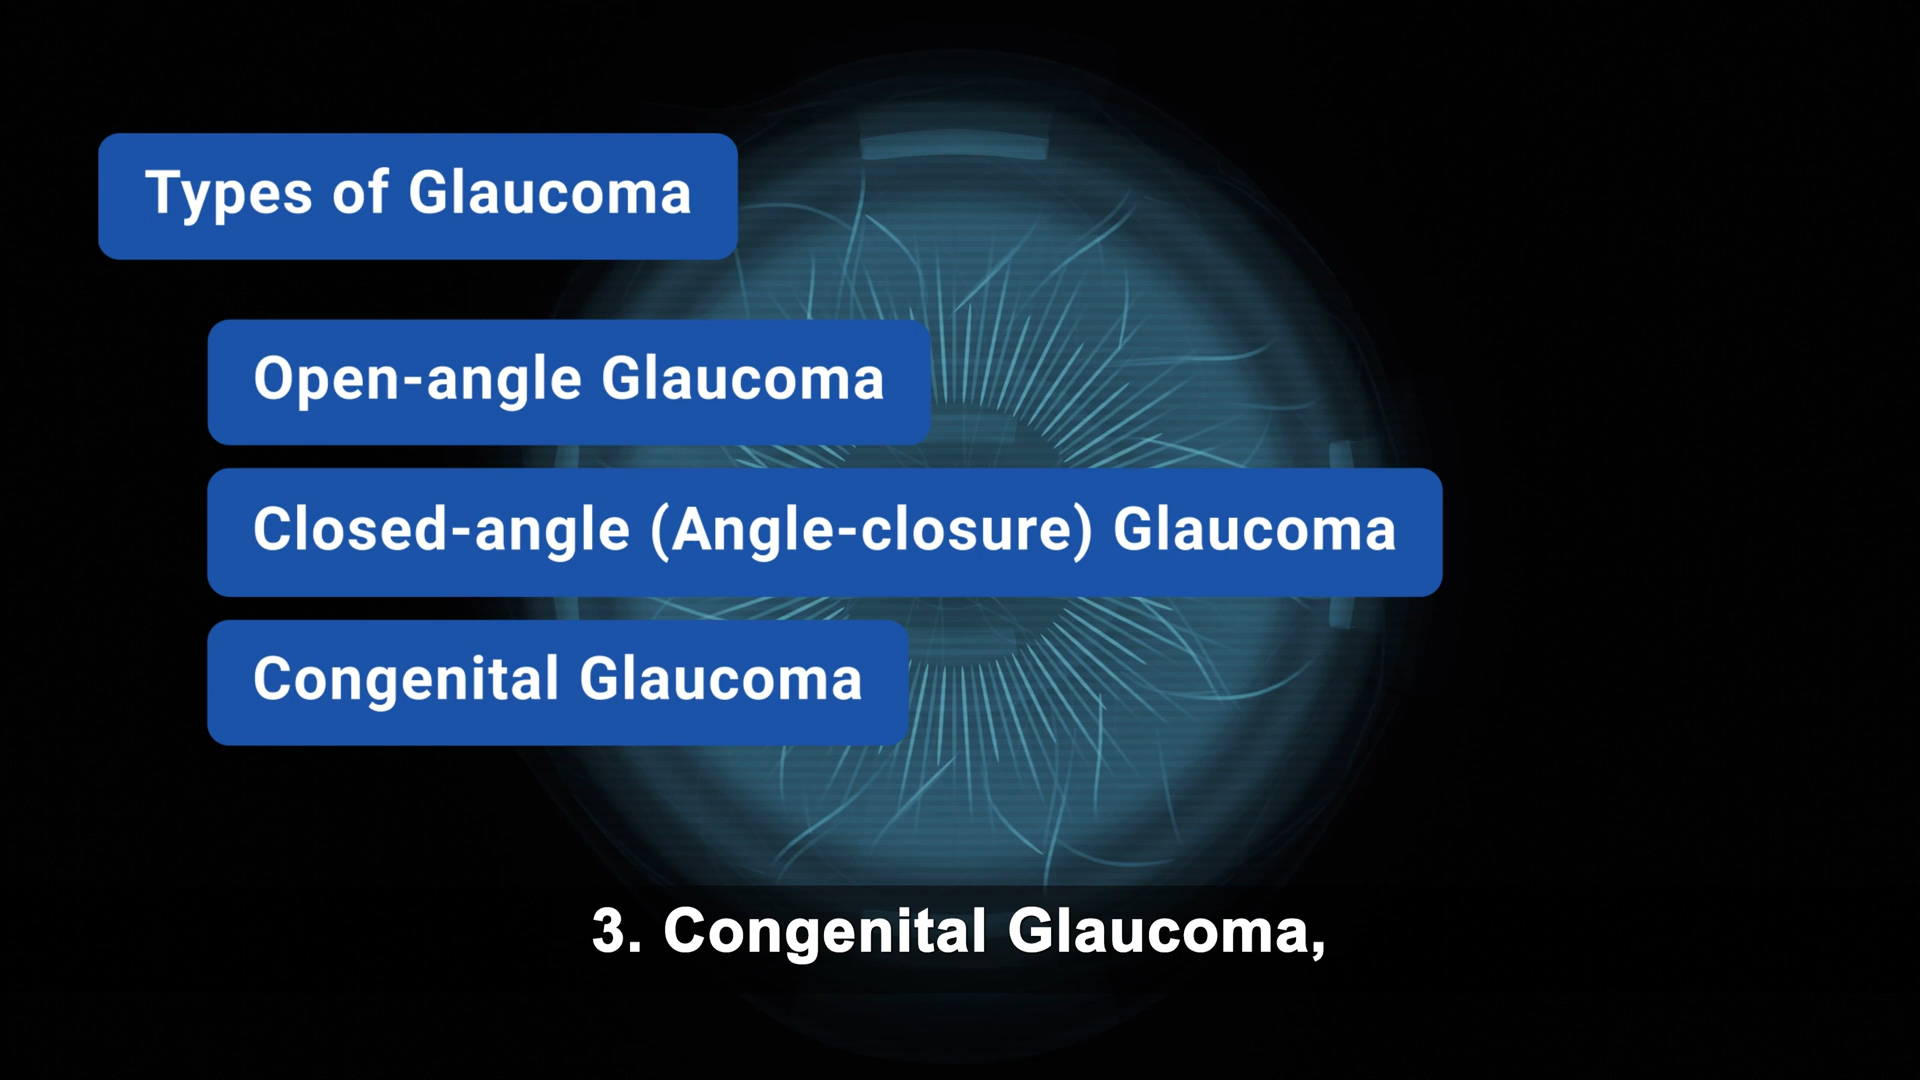 Types of Glaucoma
Open-angle Glaucoma
Closed-angle (Angle-closure) Glaucoma
Congenital Glaucoma
3. Congenital Glaucoma,